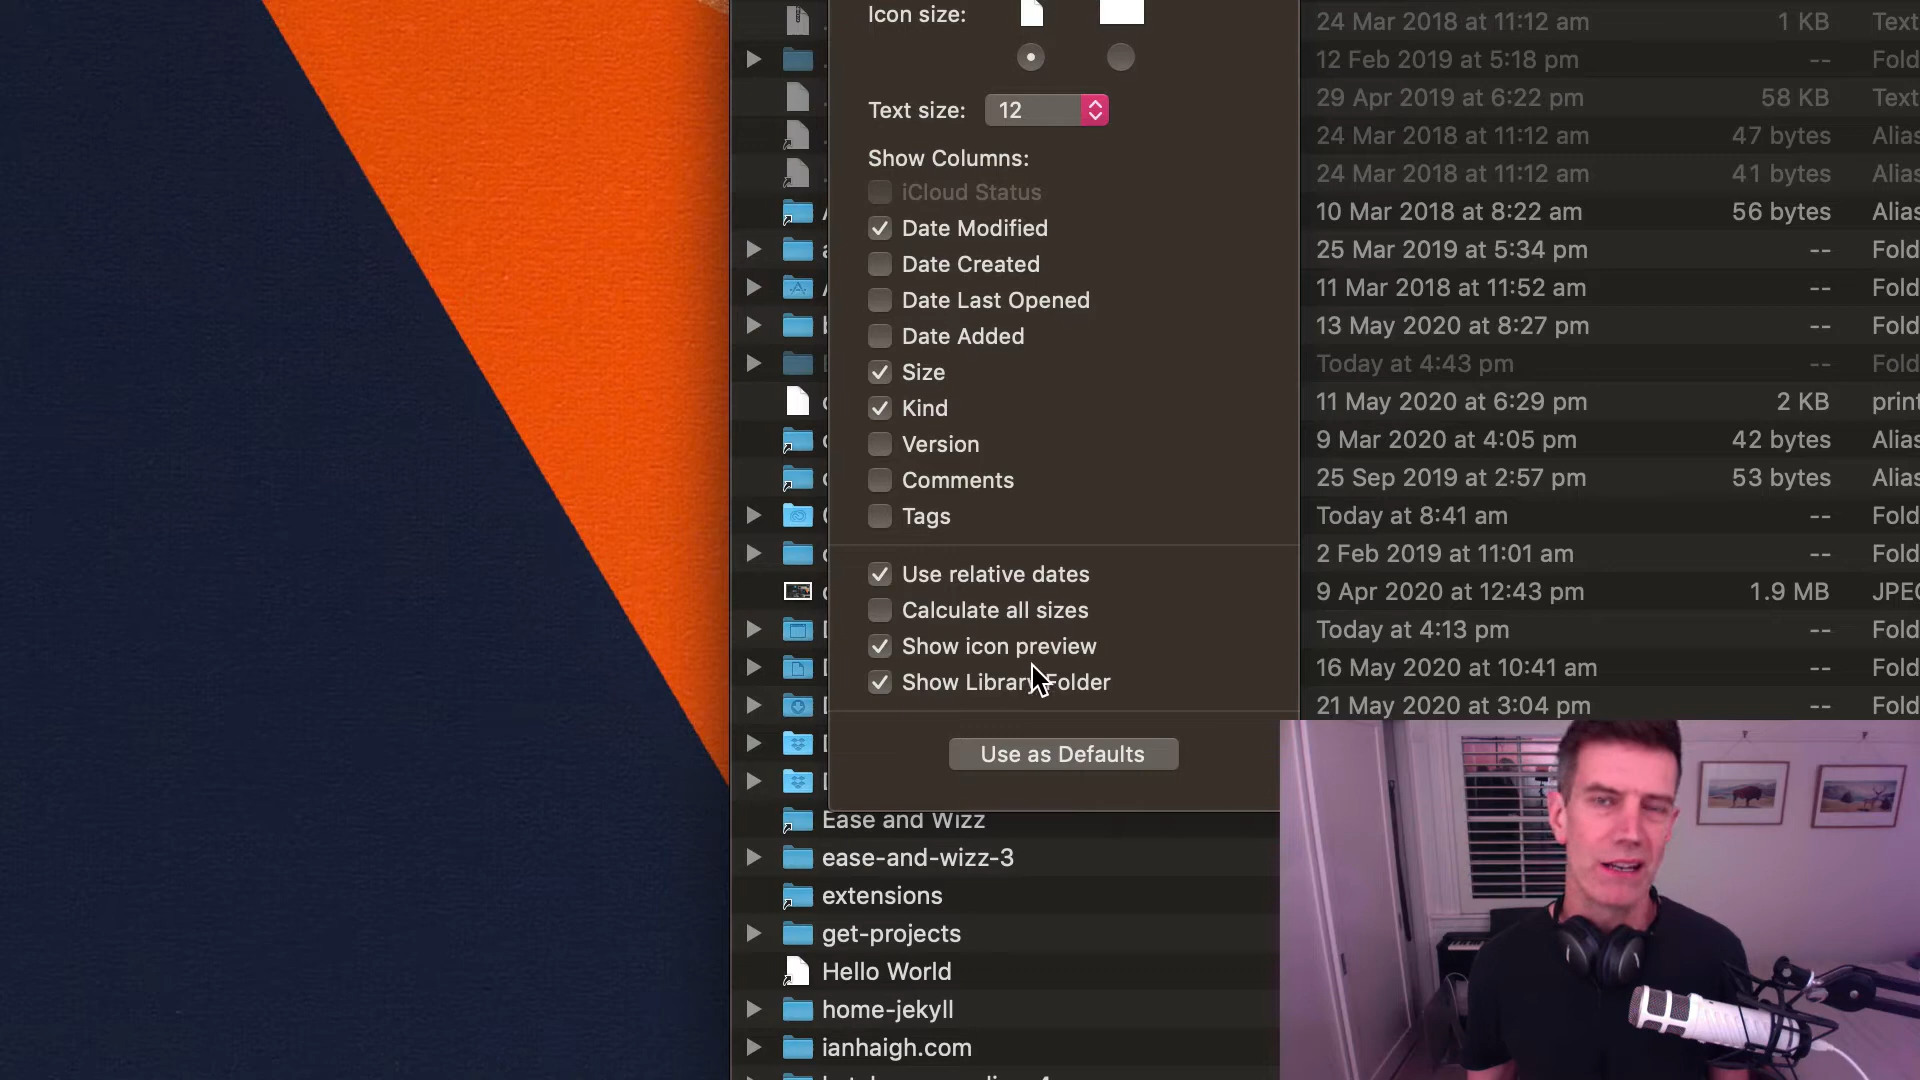 Icon size:
24 Mar 2018 at 11:12 am 1 KB Text
12 Feb 2019 at 5:18 pm -- Fold
29 Apr 2019 at 6:22 pm 58 KB Text
Text size: 12
24 Mar 2018 at 11:12 am 47 bytes Alias
Show Columns:
24 Mar 2018 at 11:12 am 41 bytes Alias
iCloud Status
10 Mar 2018 at 8:22 am 56 bytes Alias
Date Modified
25 Mar 2019 at 5:34 pm -- Fold
Date Created
11 Mar 2018 at 11:52 am -- Fold
Date Last Opened
13 May 2020 at 8:27 pm -- Fold
Date Added
Today at 4:43 pm -- Fold
Size
11 May 2020 at 6:29 pm 2 KB print
Kind
9 Mar 2020 at 4:05 pm 42 bytes Alias
Version
25 Sep 2019 at 2:57 pm 53 bytes Alias
Comments
Today at 8:41 am -- Fold
Tags
2 Feb 2019 at 11:01 am -- Fold
Use relative dates
9 Apr 2020 at 12:43 pm 1.9 MB JPEG
Calculate all sizes
Today at 4:13 pm -- Fold
Show icon preview
16 May 2020 at 10:41 am -- Fold
Show Library Folder
21 May 2020 at 3:04 pm -- Fold
Use as Defaults
Ease and Wizz
ease-and-wizz-3
extensions
get-projects
Hello World
home-jekyll
ianhaigh.com